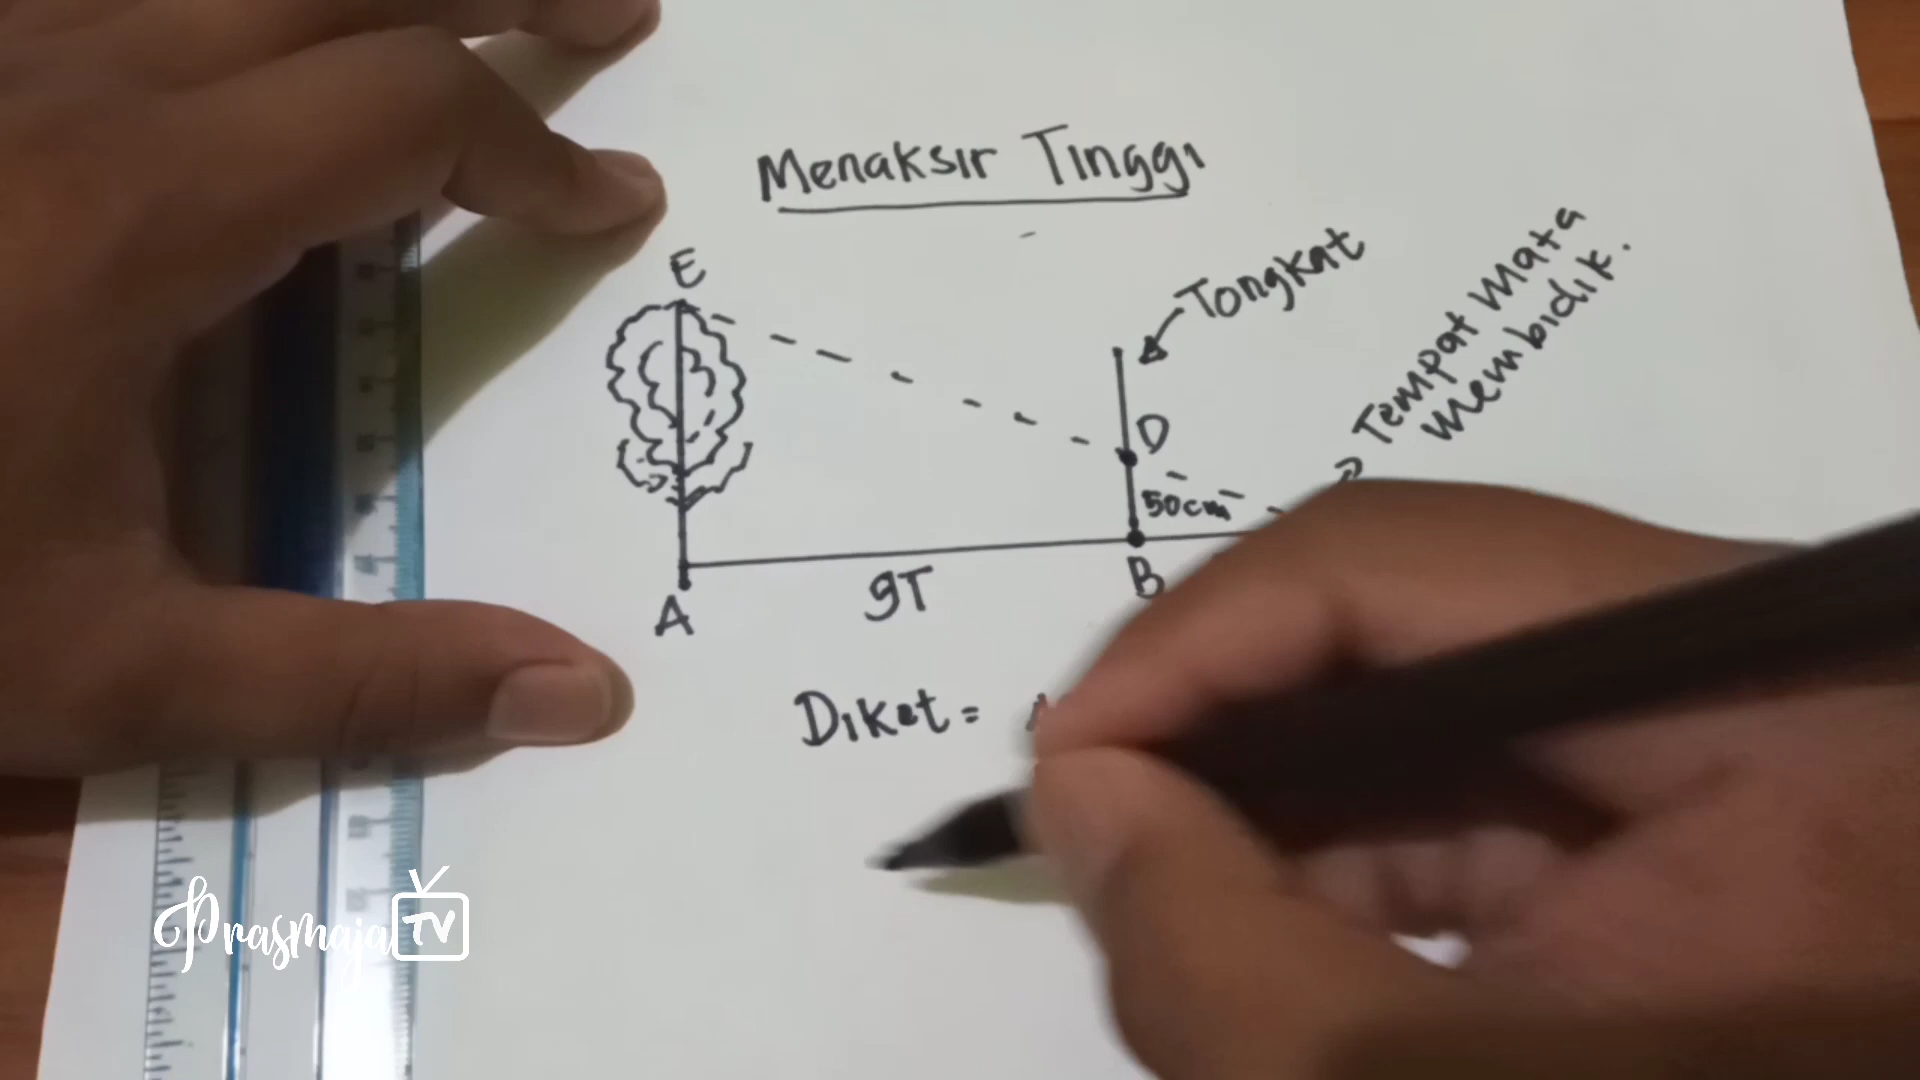 Menaksir Tinggi
E
Tongkat
Tempat Mata
Membidik.
D
50cm
A
9T
B
Diket =
Prasmaja TV